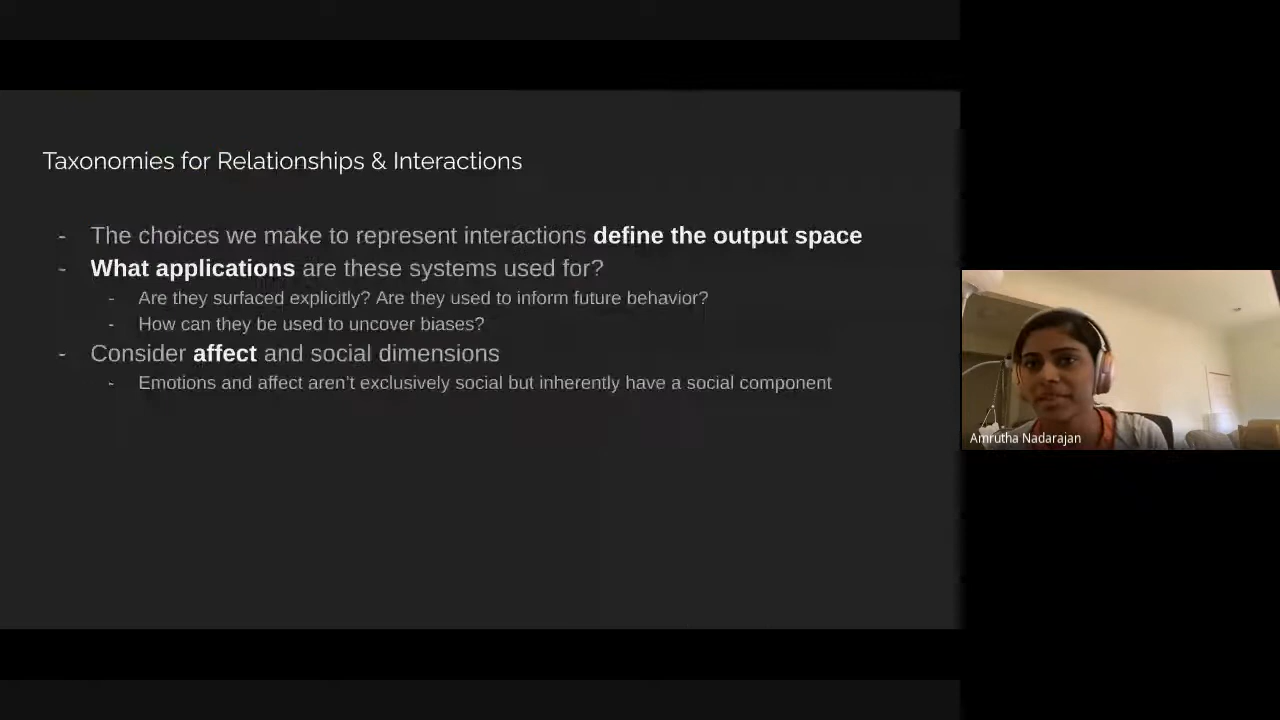 Taxonomies for Relationships & Interactions
- The choices we make to represent interactions define the output space
- What applications are these systems used for?
- Are they surfaced explicitly? Are they used to inform future behavior?
- How can they be used to uncover biases?
- Consider affect and social dimensions
- Emotions and affect aren’t exclusively social but inherently have a social component
Amrutha Nadarajan